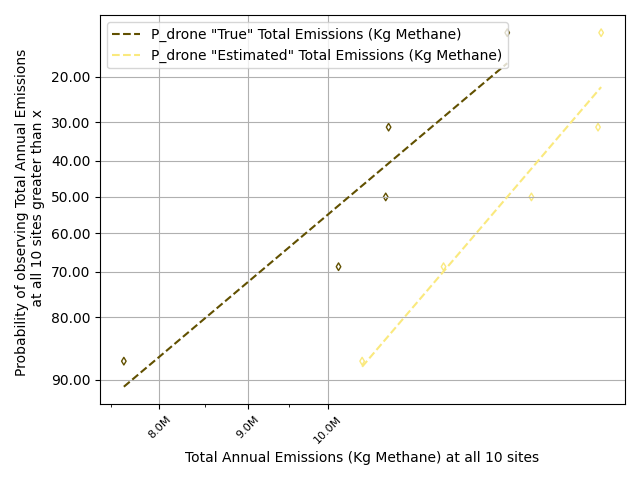 P_drone "True" Total Emissions (Kg Methane)
P_drone "Estimated" Total Emissions (Kg Methane)
Probability of observing Total Annual Emissions
at all 10 sites greater than x
20.00
30.00
40.00
50.00
60.00
70.00
80.00
90.00
8.0M
9.0M
10.0M
Total Annual Emissions (Kg Methane) at all 10 sites